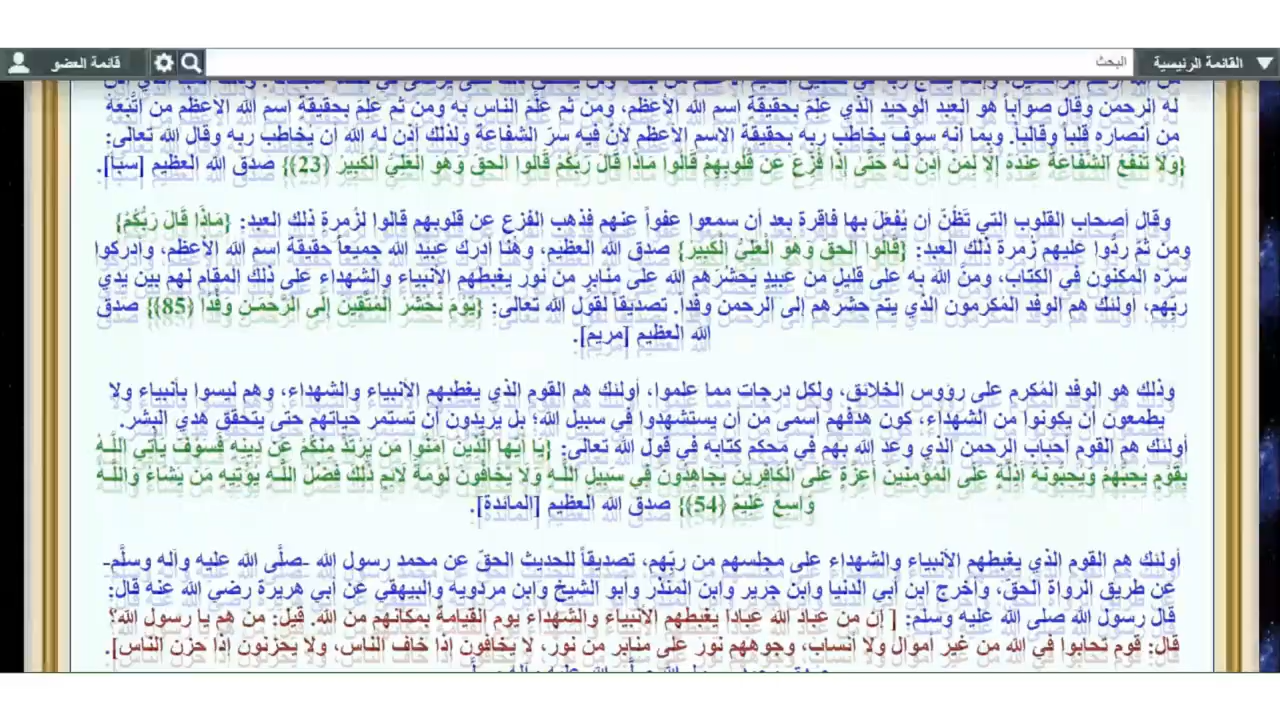 القائمة الرئيسية
البحث
قائمة العضو
له الرحمن وقال صواباً هو العبد الوحيد الذي عَلِمَ بحقيقة اسم الله الأعظم، ومن ثم عَلَّمَ الناس به ومن ثم عَلِمَ بحقيقة اسم الله الأعظم من اتَّبعَهُ
من أنصاره قلباً وقالباً. وبما أنه سوف يخاطب ربه بحقيقة الاسم الأعظم لأن فيه سرّ الشفاعة ولذلك أذن له الله أن يُخاطب ربه وقال الله تعالى:
{وَلَا تَنفَعُ الشَّفَاعَةُ عِندَهُ إِلَّا لِمَنْ أَذِنَ لَهُ حَتَّىٰ إِذَا فُزِّعَ عَن قُلُوبِهِمْ قَالُوا مَاذَا قَالَ رَبُّكُمْ قَالُوا الْحَقَّ وَهُوَ الْعَلِيُّ الْكَبِيرُ (23)} صدق الله العظيم [سبأ].
وقال أصحاب القلوب التي تَظُنّ أن يُفعَلَ بها فاقرة بعد أن سمعوا عفواً عنهم فذهب الفزع عن قلوبهم قالوا لزُمرة ذلك العبد: {مَاذَا قَالَ رَبُّكُمْ}
ومن ثمّ ردُّوا عليهم زمرة ذلك العبد: {قَالُوا الْحَقَّ وَهُوَ الْعَلِيُّ الْكَبِيرُ} صدق الله العظيم، وهُنا أدرك عبيد الله جميعاً حقيقة اسم الله الأعظم، وأدركوا
سرّه المكنون في الكتاب، ومنَّ الله به على قليلٍ من عبيدٍ يَحشُرَهم الله على منابرٍ من نور يغبطهم الأنبياء والشهداء على ذلك المقام لهم بين يدي
ربّهم، أولئك هم الوفد المُكرمون الذي يتم حشرهم إلى الرحمن وفداً. تصديقاً لقول الله تعالى: {يَوْمَ نَحْشُرُ الْمُتَّقِينَ إِلَى الرَّحْمَٰنِ وَفْدًا (85)} صدق
الله العظيم [مريم].
وذلك هو الوفد المُكرم على رؤوس الخلائق، ولكل درجات مما علموا، أولئك هم القوم الذي يغطبهم الأنبياء والشهداء، وهم ليسوا بأنبياء ولا
يطمعون أن يكونوا من الشهداء، كون هدفهم أسمى من أن يستشهدوا في سبيل الله؛ بل يريدون أن تستمر حياتهم حتى يتحقق هدي البشر.
أولئك هم القوم أحباب الرحمن الذي وعد الله بهم في محكم كتابه في قول الله تعالى: {يَا أَيُّهَا الَّذِينَ آمَنُوا مَن يَرْتَدَّ مِنكُمْ عَن دِينِهِ فَسَوْفَ يَأْتِي اللَّهُ
بِقَوْمٍ يُحِبُّهُمْ وَيُحِبُّونَهُ أَذِلَّةٍ عَلَى الْمُؤْمِنِينَ أَعِزَّةٍ عَلَى الْكَافِرِينَ يُجَاهِدُونَ فِي سَبِيلِ اللَّهِ وَلَا يَخَافُونَ لَوْمَةَ لَائِمٍ ذَٰلِكَ فَضْلُ اللَّهِ يُؤْتِيهِ مَن يَشَاءُ وَاللَّهُ
وَاسِعٌ عَلِيمٌ (54)} صدق الله العظيم [المائدة].
أولئك هم القوم الذي يغبطهم الأنبياء والشهداء على مجلسهم من ربّهم، تصديقاً للحديث الحقّ عن محمد رسول الله -صلَّى الله عليه وآله وسلَّم-
عن طريق الرواة الحقّ، وأخرج ابن أبي الدنيا وابن جرير وابن المنذر وأبو الشيخ وابن مردويه والبيهقي عن أبي هريرة رضي الله عنه قال:
قال رسول الله صلى الله عليه وسلم: [ إن من عباد الله عبادا يغبطهم الأنبياء والشهداء يوم القيامة بمكانهم من الله. قيل: من هم يا رسول الله؟
قال: قوم تحابوا في الله من غير أموال ولا أنساب، وجوههم نور على منابر من نور، لا يخافون إذا خاف الناس، ولا يحزنون إذا حزن الناس].